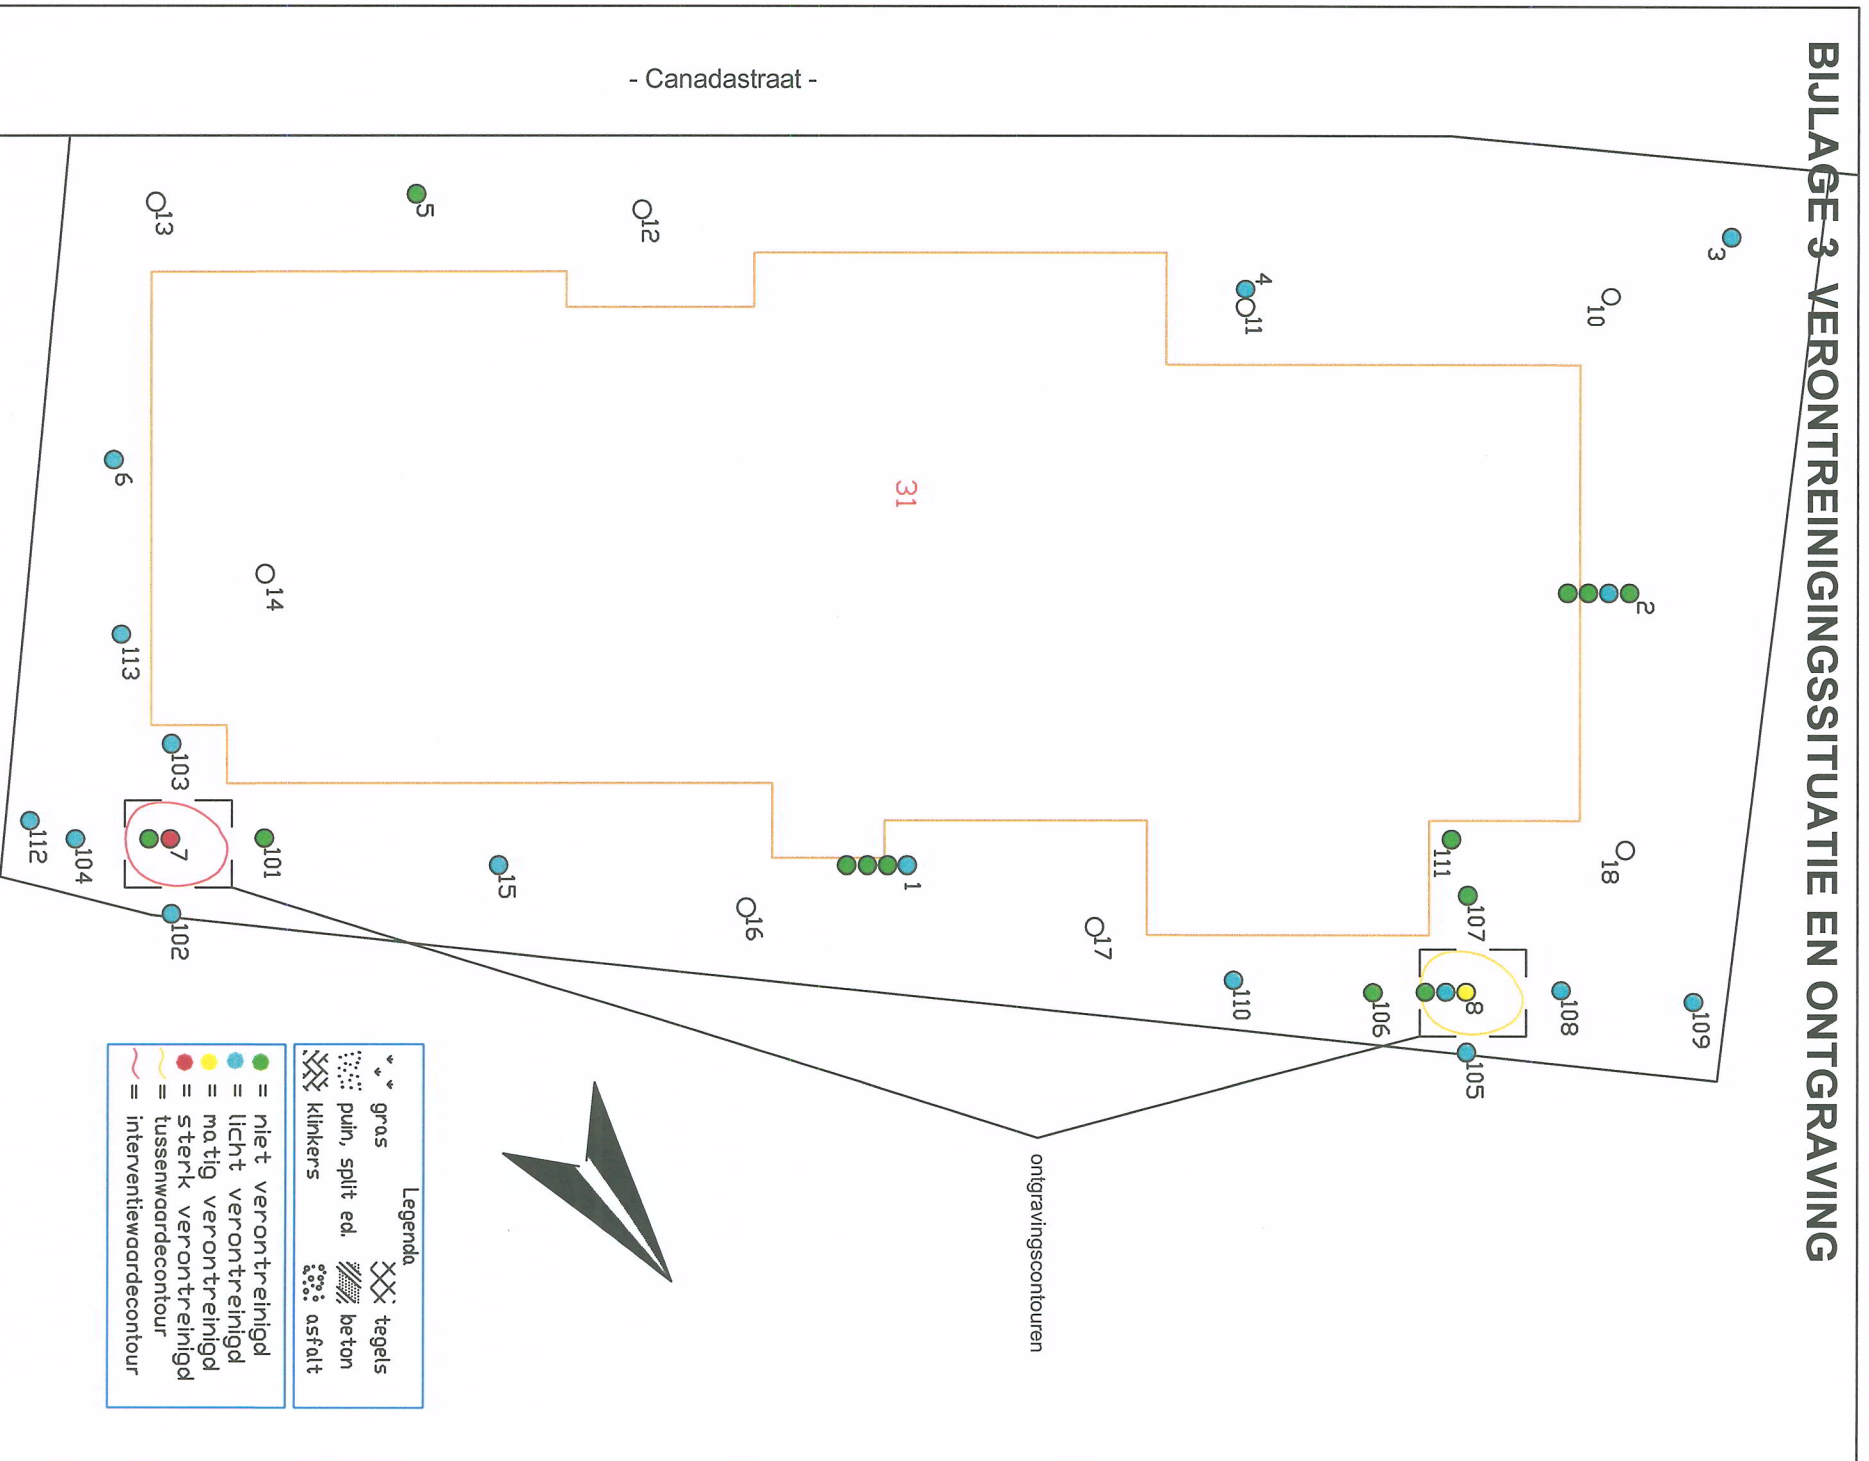 BIJLAGE 3 VERONTREINIGINGSSITUATIE EN ONTGRAVING
- Canadastraat -
3
10
4
11
12
5
13
31
2
6
14
113
103
7
101
112
104
102
15
1
16
17
111
18
107
8
110
106
108
109
105
ontgravingscontouren
Legenda
gras
tegels
puin, split ed.
beton
klinkers
asfalt
= niet verontreinigd
= licht verontreinigd
= matig verontreinigd
= sterk verontreinigd
= tussenwaardecontour
= interventiewaardecontour